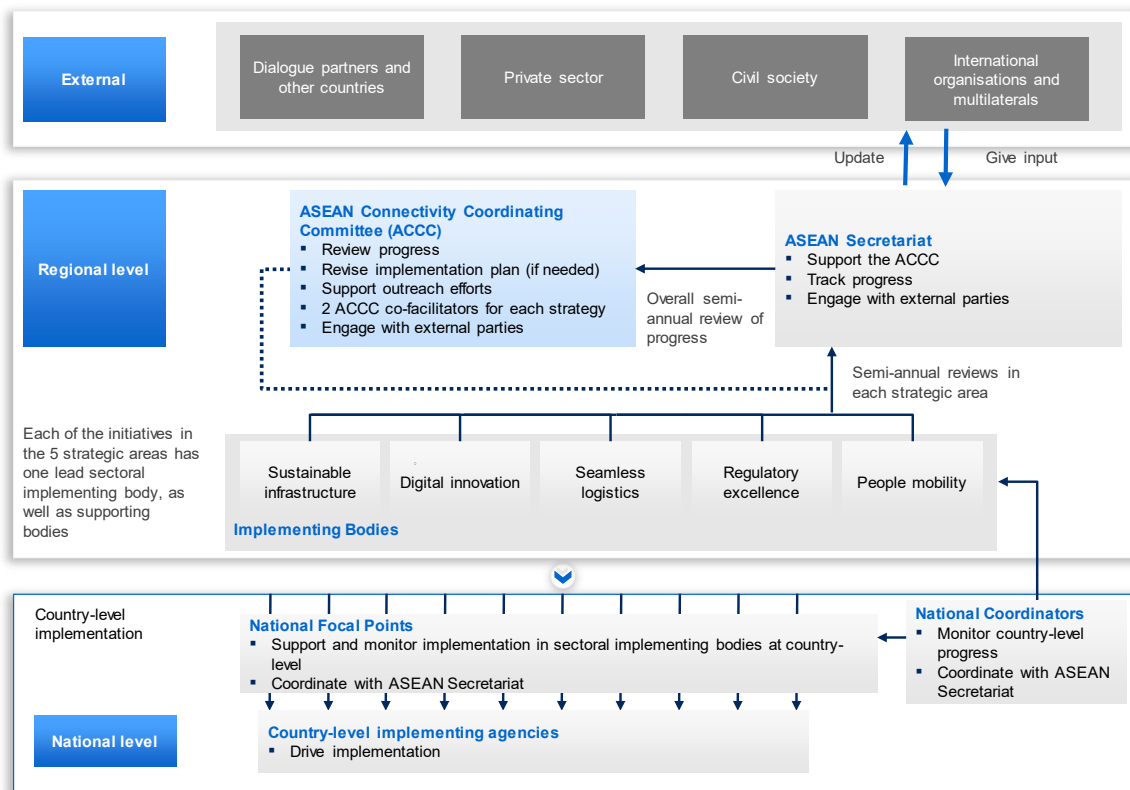 External
Dialogue partners and
other countries
Private sector
Civil society
International
organisations and
multilaterals
Update
Give input
Regional level
ASEAN Connectivity Coordinating
Committee (ACCC)
▪ Review progress
▪ Revise implementation plan (if needed)
▪ Support outreach efforts
▪ 2 ACCC co-facilitators for each strategy
▪ Engage with external parties
ASEAN Secretariat
▪ Support the ACCC
▪ Track progress
▪ Engage with external parties
Overall semi-
annual review of
progress
Semi-annual reviews in
each strategic area
Each of the initiatives in
the 5 strategic areas has
one lead sectoral
implementing body, as
well as supporting
bodies
Sustainable
infrastructure
Digital innovation
Seamless
logistics
Regulatory
excellence
People mobility
Implementing Bodies
Country-level
implementation
National Focal Points
▪ Support and monitor implementation in sectoral implementing bodies at country-
level
▪ Coordinate with ASEAN Secretariat
National Coordinators
▪ Monitor country-level
progress
▪ Coordinate with ASEAN
Secretariat
National level
Country-level implementing agencies
▪ Drive implementation